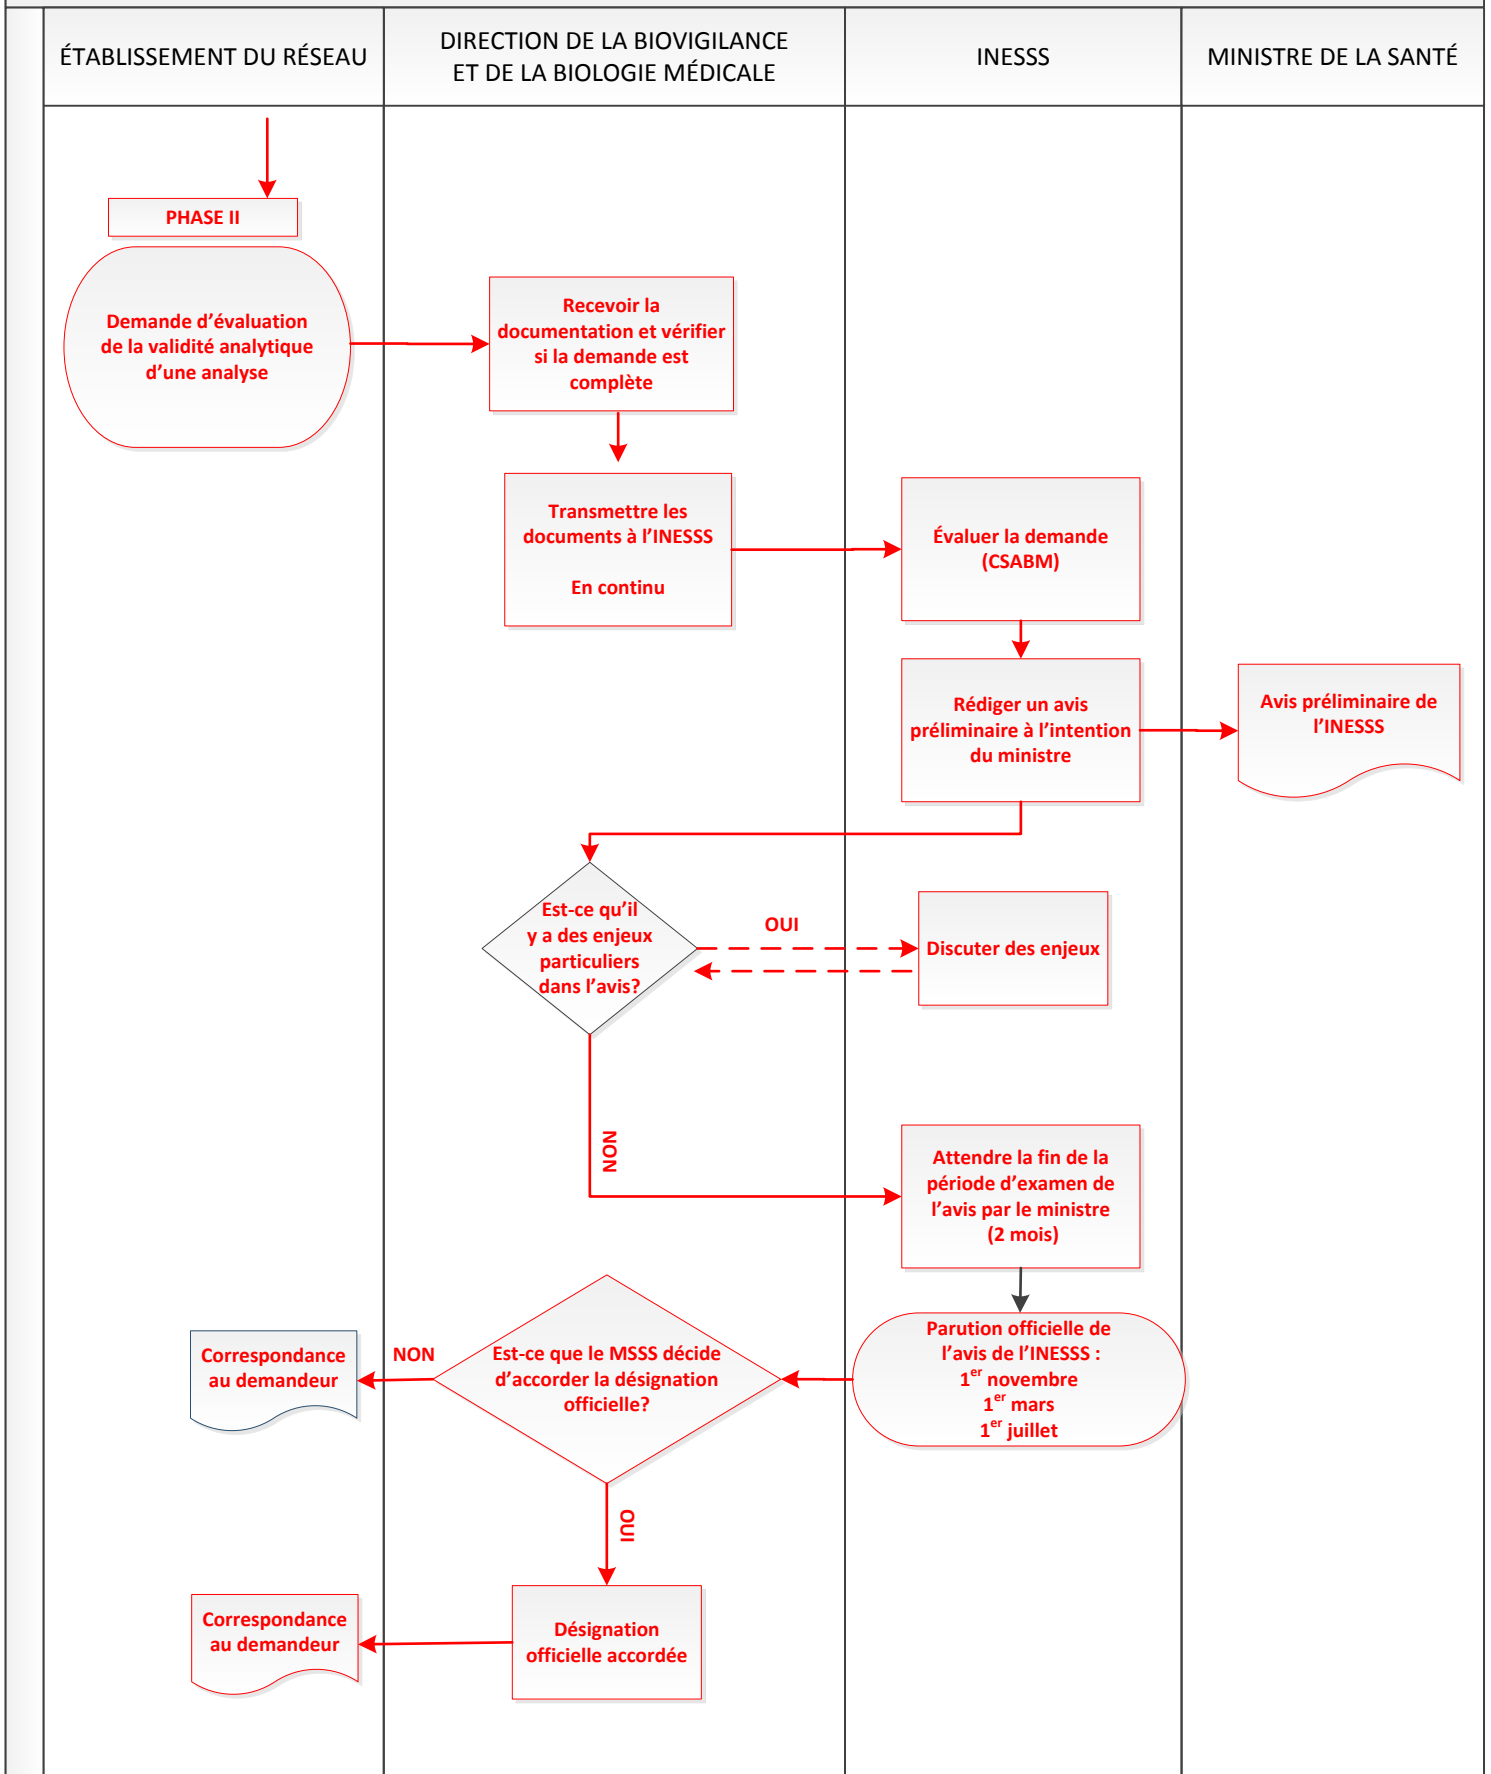 ÉTABLISSEMENT DU RÉSEAU
DIRECTION DE LA BIOVIGILANCE
ET DE LA BIOLOGIE MÉDICALE
INESSS
MINISTRE DE LA SANTÉ
PHASE II
Demande d’évaluation
de la validité analytique
d’une analyse
Recevoir la
documentation et vérifier
si la demande est
complète
Transmettre les
documents à l’INESSS
En continu
Évaluer la demande
(CSABM)
Rédiger un avis
préliminaire à l’intention
du ministre
Avis préliminaire de
l’INESSS
Est-ce qu’il
y a des enjeux
particuliers
dans l’avis?
OUI
Discuter des enjeux
NON
Attendre la fin de la
période d’examen de
l’avis par le ministre
(2 mois)
Parution officielle de
l’avis de l’INESSS :
1er novembre
1er mars
1er juillet
Est-ce que le MSSS décide
d’accorder la désignation
officielle?
NON
Correspondance
au demandeur
OUI
Désignation
officielle accordée
Correspondance
au demandeur